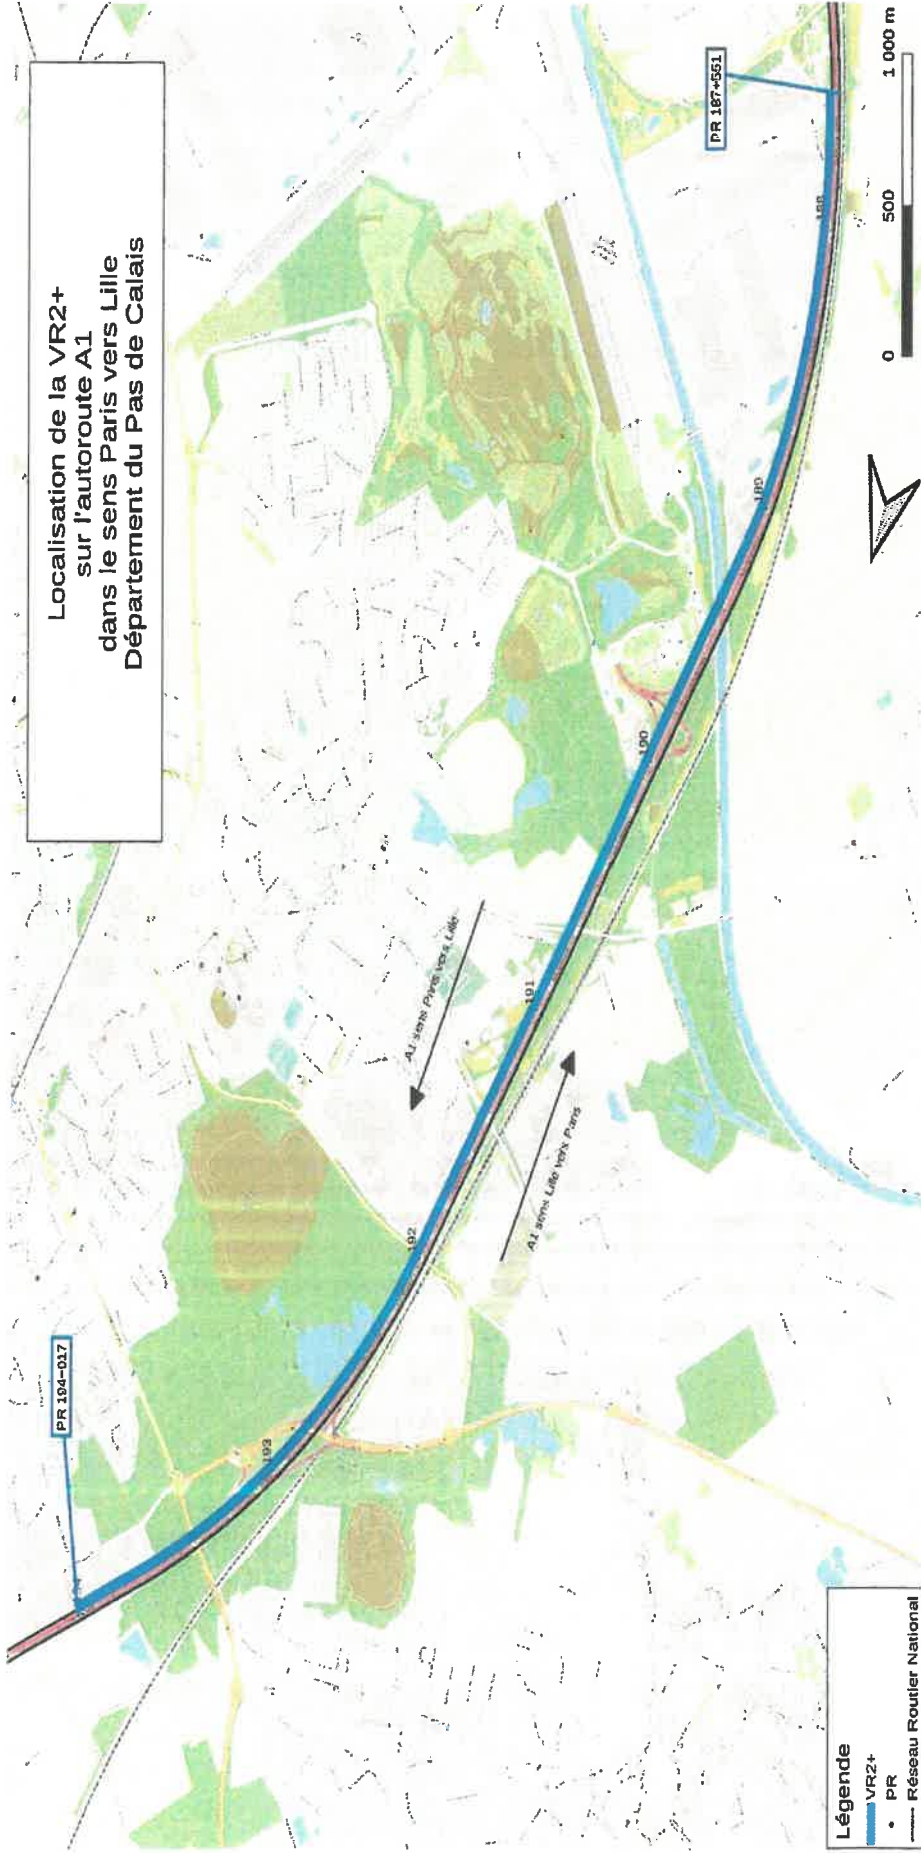 Localisation de la VR2+
sur l'autoroute A1
dans le sens Paris vers Lille
Département du Pas de Calais
PR 194-017
193
192
A1 sens Paris vers Lille
A1 sens Lille vers Paris
191
190
189
188
PR 187+551
0 500 1 000 m
Légende
VR2+
PR
Réseau Routier National